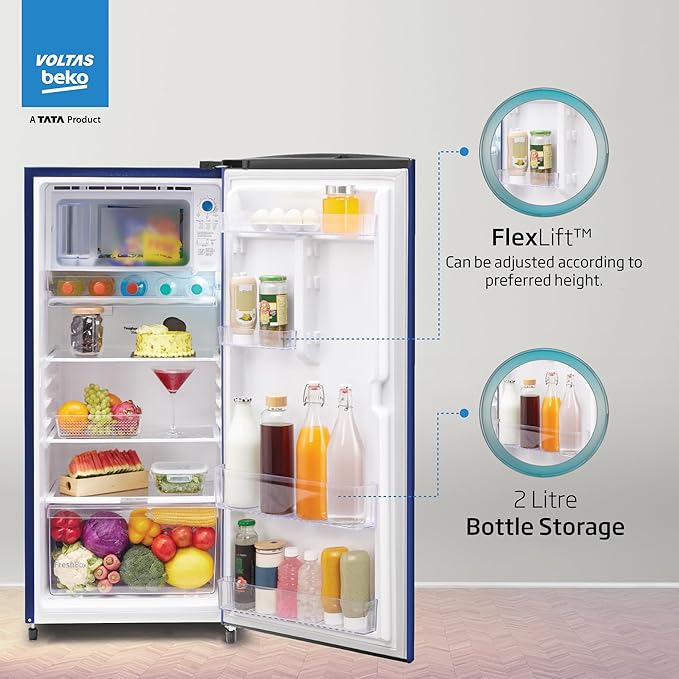 VOLTAS
beko
A TATA Product
FlexLift™
Can be adjusted according to
preferred height.
2 Litre
Bottle Storage
FreshBox